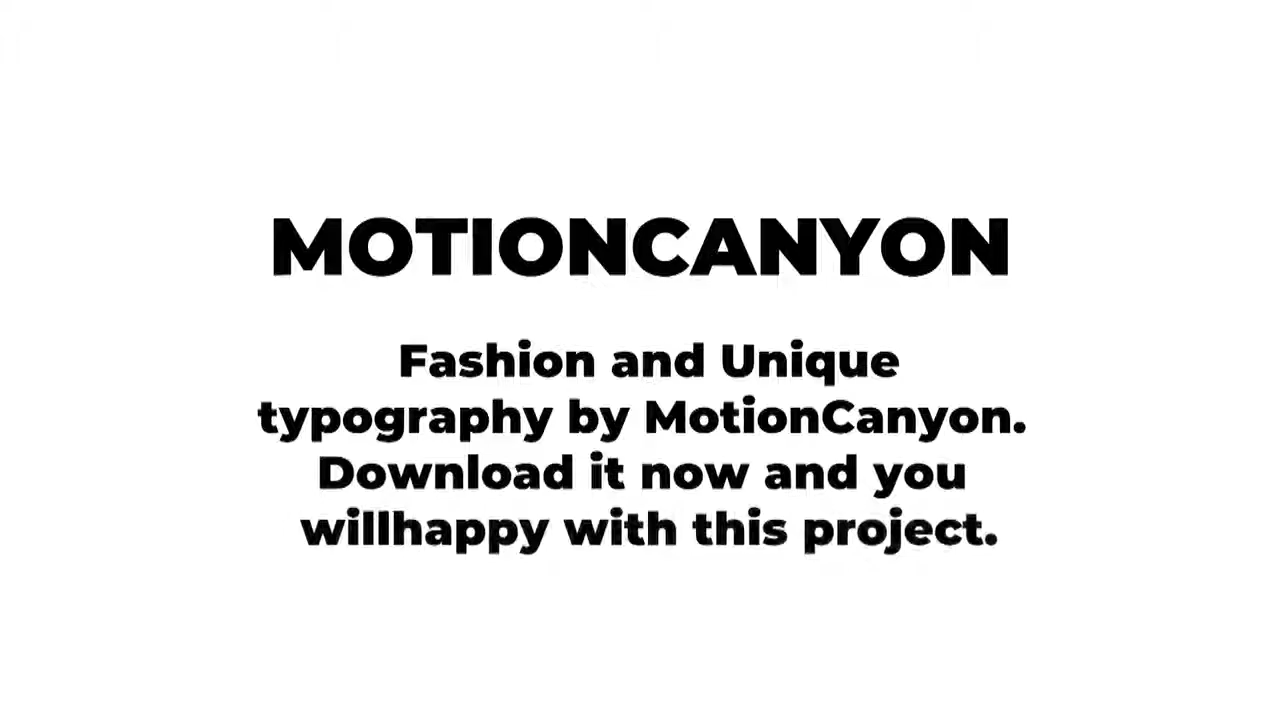 MOTIONCANYON
Fashion and Unique
typography by MotionCanyon.
Download it now and you
willhappy with this project.